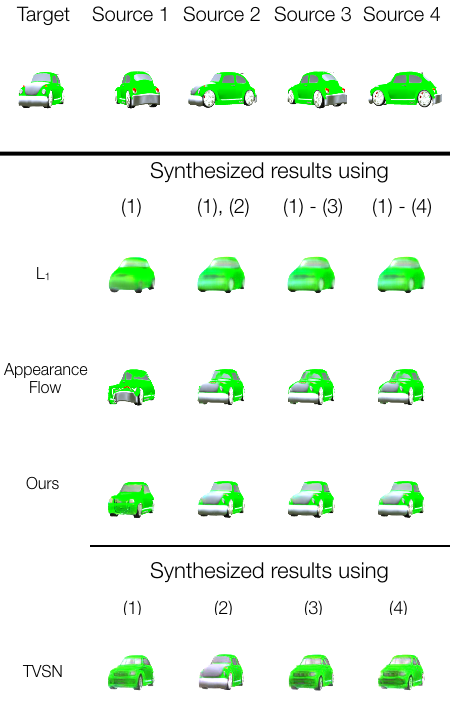 Target Source 1 Source 2 Source 3 Source 4
Synthesized results using
(1) (1), (2) (1) - (3) (1) - (4)
L₁
Appearance
Flow
Ours
Synthesized results using
(1) (2) (3) (4)
TVSN